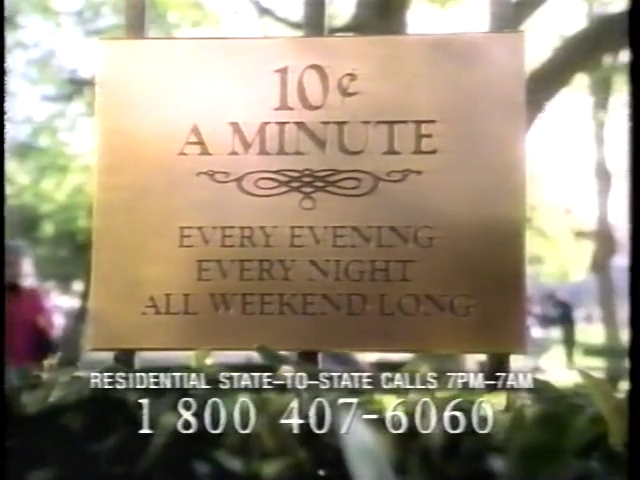 10¢
A MINUTE
EVERY EVENING
EVERY NIGHT
ALL WEEKEND LONG
RESIDENTIAL STATE-TO-STATE CALLS 7PM-7AM
1 800 407-6060